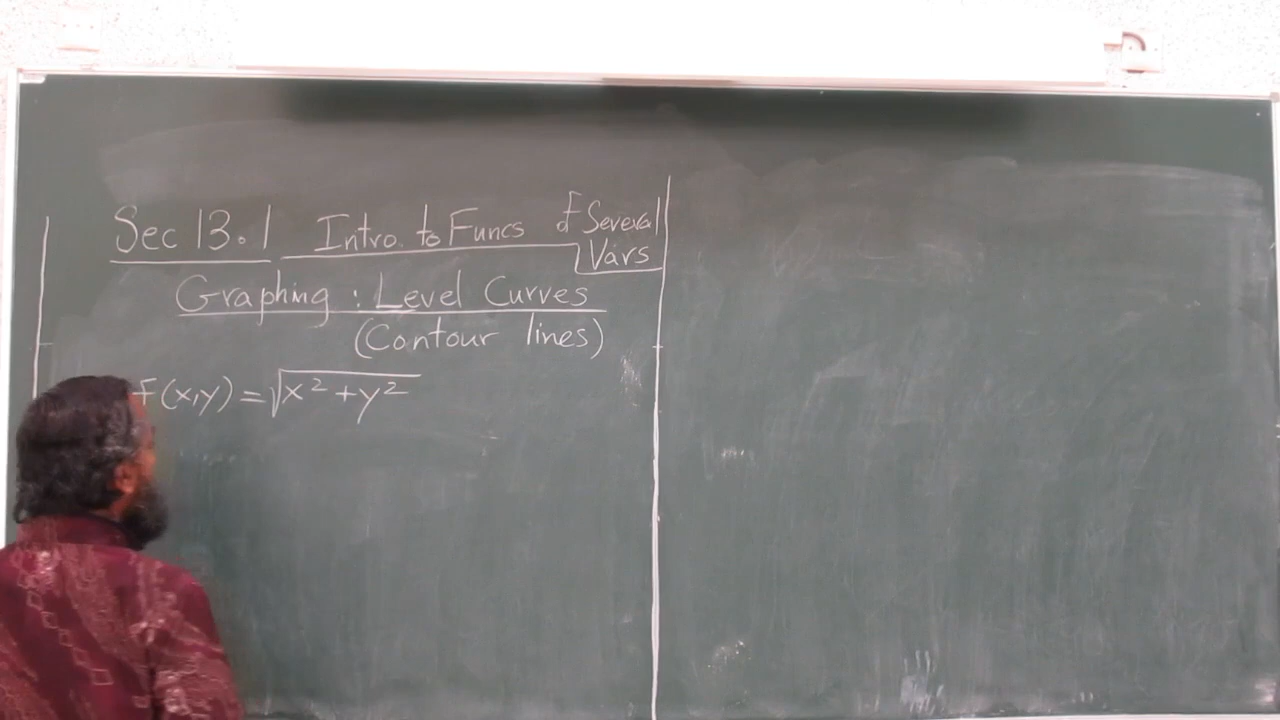 Sec 13.1 Intro. to Funcs of Several
Vars
Graphing : Level Curves
(Contour lines)
f(x,y) = √x² + y²